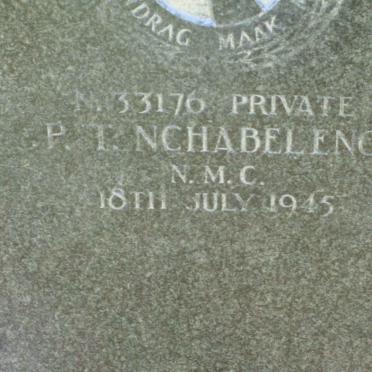 DRAG MAAK
N. 33176 PRIVATE
P. T. NCHABELENG
N. M. C.
18TH JULY 1945